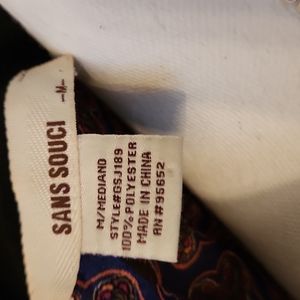 SANS SOUCI
-M-
M/MEDIANO
STYLE#GSJ189
100% POLYESTER
MADE IN CHINA
RN#95652